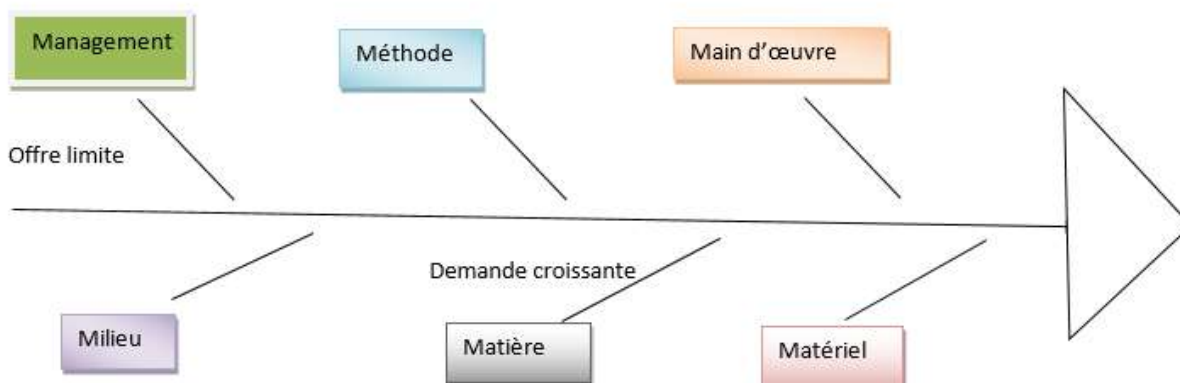 Management
Méthode
Main d'œuvre
Offre limite
Demande croissante
Milieu
Matière
Matériel